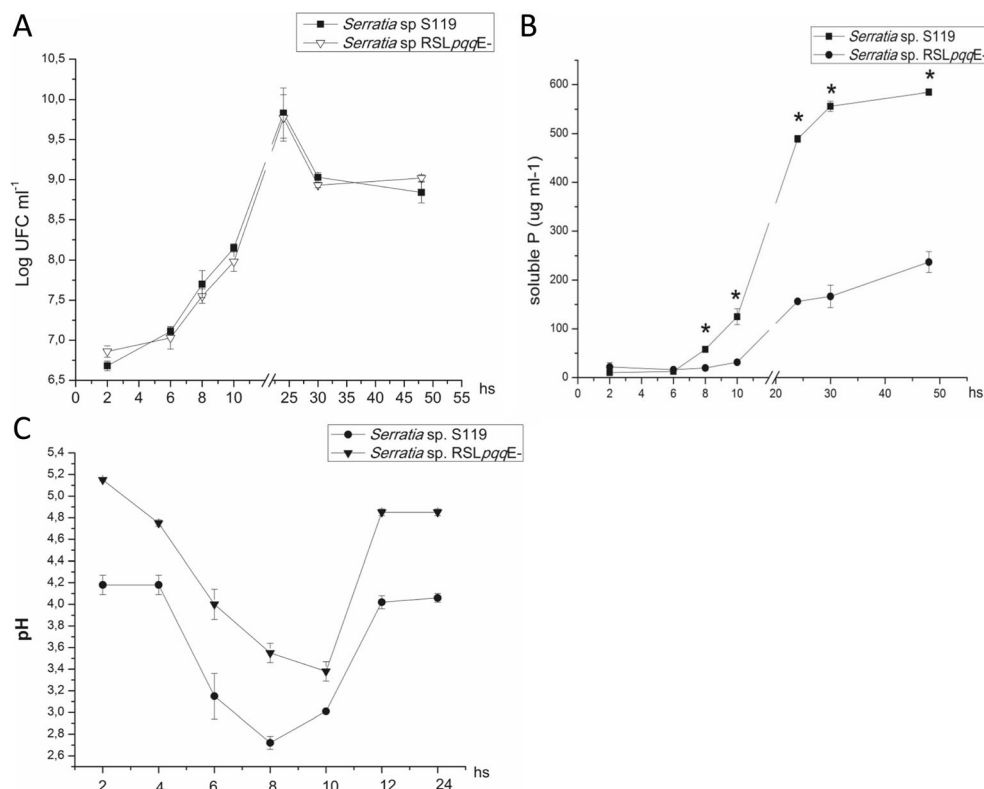 A
Serratia sp S119
Serratia sp RSLpqqE-
Log UFC ml-1
10,5
10,0
9,5
9,0
8,5
8,0
7,5
7,0
6,5
0 2 4 6 8 10 25 30 35 40 45 50 55 hs
B
Serratia sp. S119
Serratia sp. RSLpqqE-
soluble P (ug ml-1)
600
500
400
350
300
250
200
100
0
* * * * *
0 2 4 6 8 10 20 30 40 50 hs
C
Serratia sp. S119
Serratia sp. RSLpqqE-
pH
5,4
5,2
5,0
4,8
4,6
4,4
4,2
4,0
3,8
3,6
3,4
3,2
3,0
2,8
2,6
2 4 6 8 10 12 24 hs